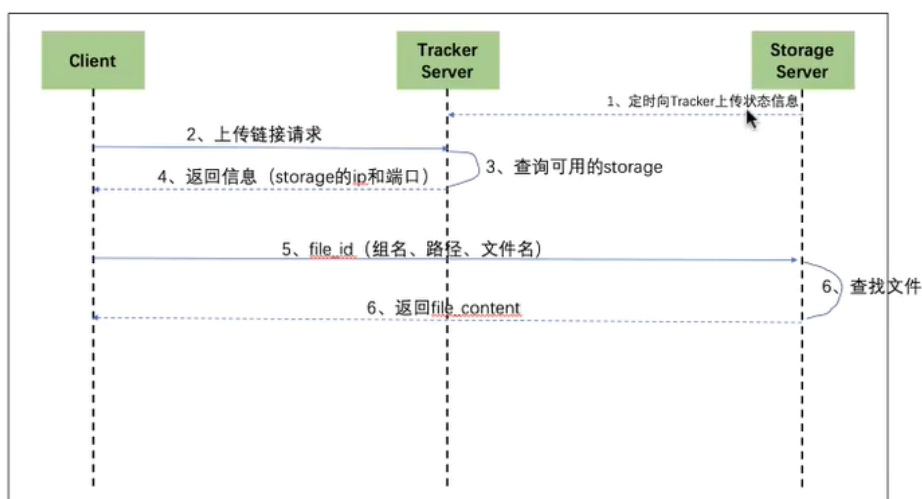 Client
Tracker
Server
Storage
Server
1、定时向Tracker上传状态信息
2、上传链接请求
3、查询可用的storage
4、返回信息（storage的ip和端口）
5、file_id（组名、路径、文件名）
6、查找文件
6、返回file_content